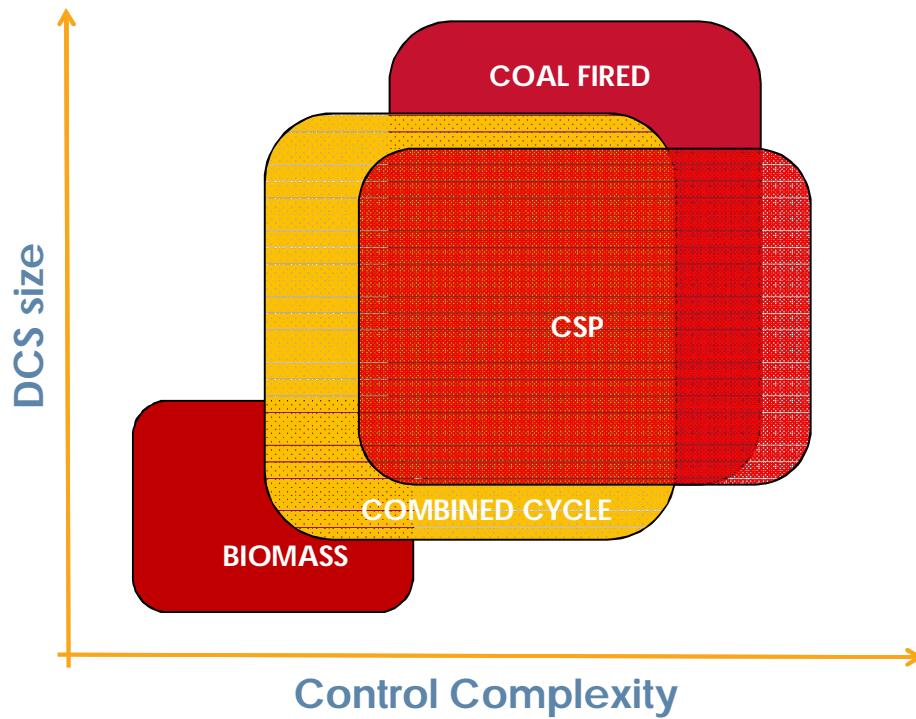 COAL FIRED
DCS size
CSP
COMBINED CYCLE
BIOMASS
Control Complexity